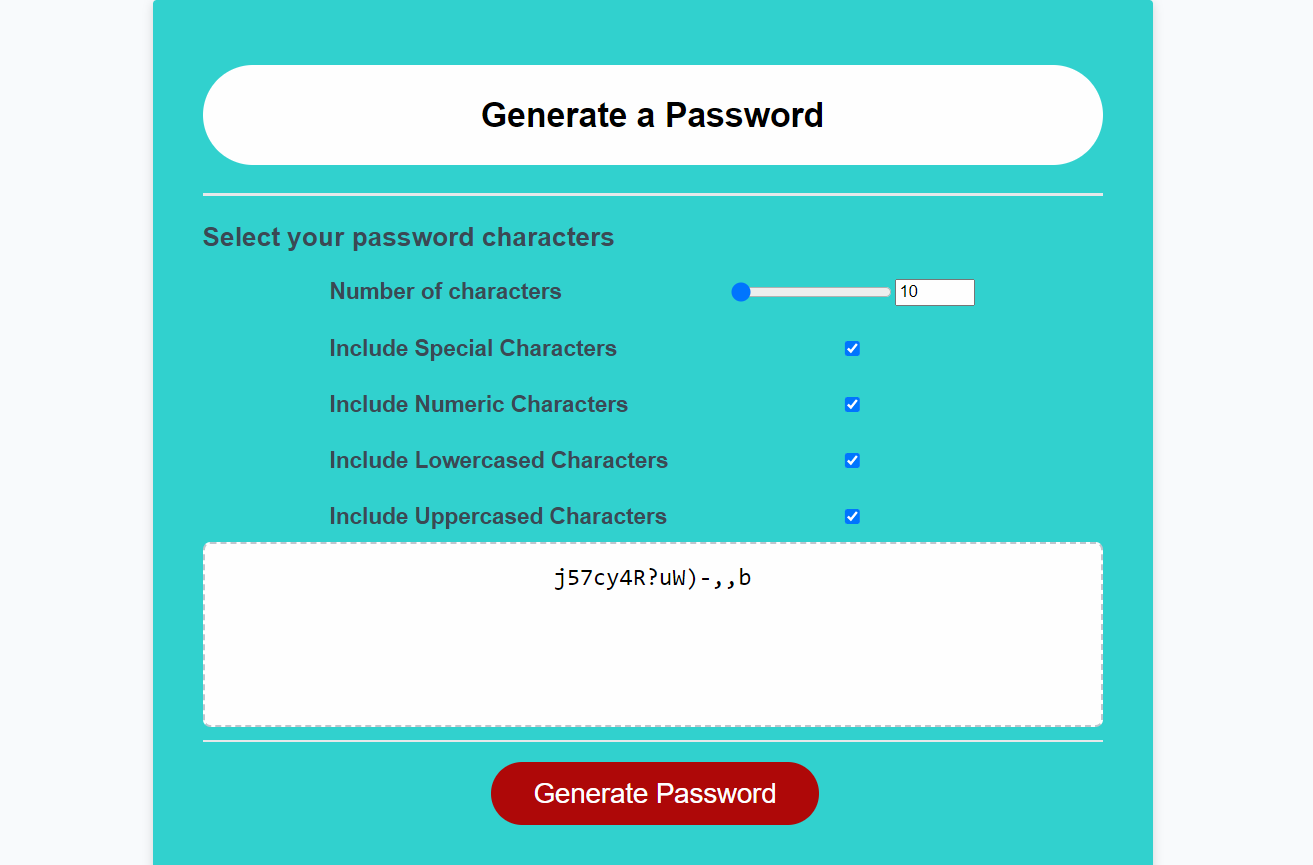 Generate a Password
Select your password characters
Number of characters 10
Include Special Characters
Include Numeric Characters
Include Lowercased Characters
Include Uppercased Characters
j57cy4R?uW)-,,b
Generate Password